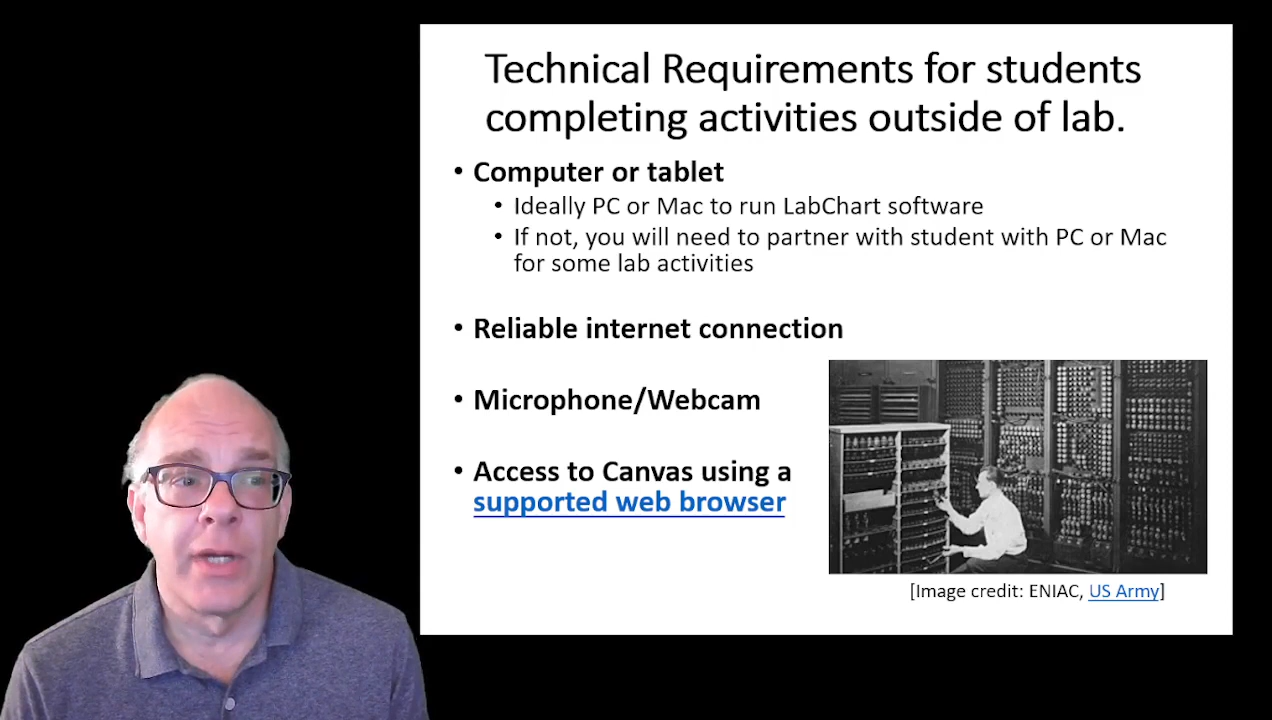 Technical Requirements for students
completing activities outside of lab.
• Computer or tablet
• Ideally PC or Mac to run LabChart software
• If not, you will need to partner with student with PC or Mac
for some lab activities
• Reliable internet connection
• Microphone/Webcam
• Access to Canvas using a
supported web browser
[Image credit: ENIAC, US Army]